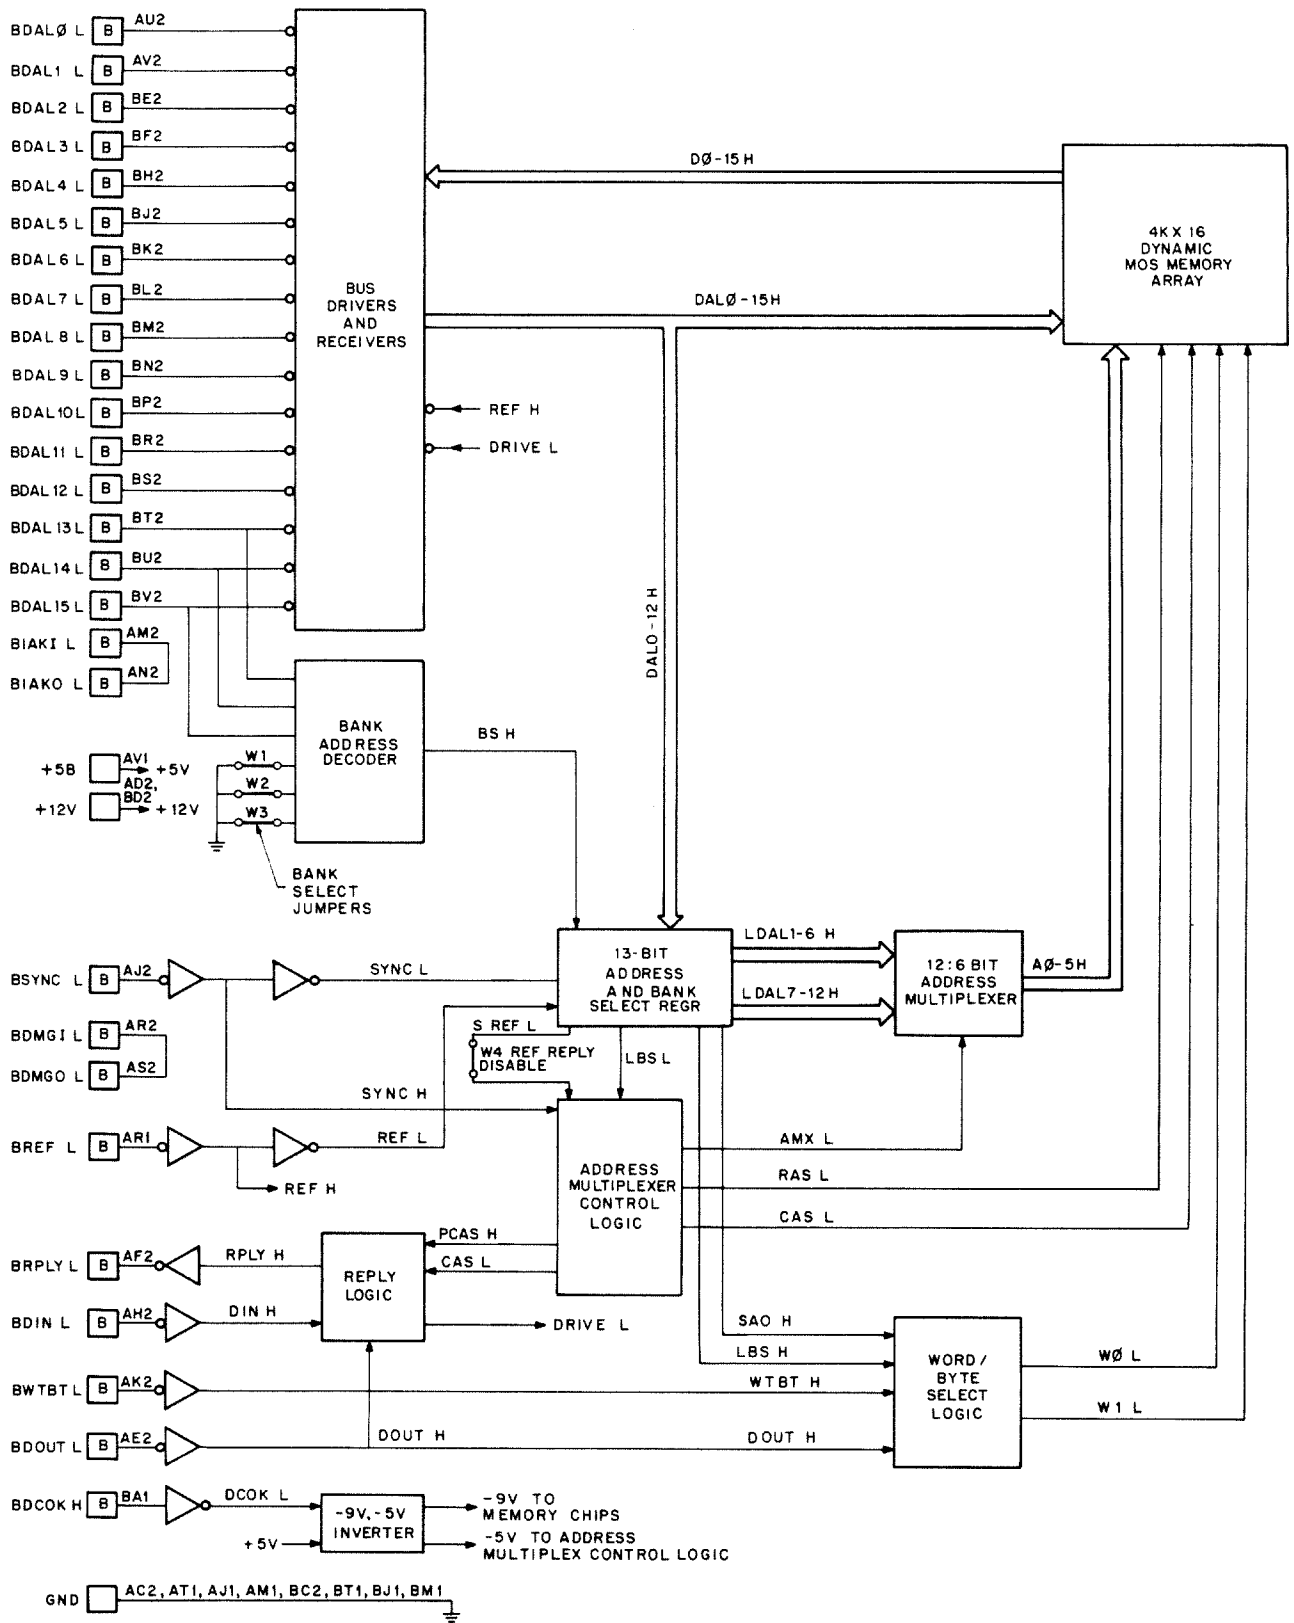 BDALØ L B AU2
BDAL1 L B AV2
BDAL2 L B BE2
BDAL3 L B BF2
BDAL4 L B BH2
BDAL5 L B BJ2
BDAL6 L B BK2
BDAL7 L B BL2
BDAL8 L B BM2
BDAL9 L B BN2
BDAL10 L B BP2
BDAL11 L B BR2
BDAL12 L B BS2
BDAL13 L B BT2
BDAL14 L B BU2
BDAL15 L B BV2
BIAKI L B AM2
BIAKO L B AN2
BUS
DRIVERS
AND
RECEIVERS
DØ-15 H
DALØ-15H
4K X 16
DYNAMIC
MOS MEMORY
ARRAY
REF H
DRIVE L
DALO-12 H
+5B AV1 +5V
AD2,
BD2
+12V +12V
BANK
ADDRESS
DECODER
BS H
W1
W2
W3
BANK
SELECT
JUMPERS
BSYNC L B AJ2
SYNC L
BDMGI L B AR2
BDMGO L B AS2
SYNC H
BREF L B AR1
REF L
REF H
13-BIT
ADDRESS
AND BANK
SELECT REGR
LDAL1-6 H
LDAL7-12H
12:6 BIT
ADDRESS
MULTIPLEXER
AØ-5H
S REF L
W4 REF REPLY
DISABLE
LBS L
ADDRESS
MULTIPLEXER
CONTROL
LOGIC
AMX L
RAS L
CAS L
PCAS H
CAS L
BRPLY L B AF2
RPLY H
REPLY
LOGIC
BDIN L B AH2
DIN H
DRIVE L
SAO H
LBS H
WTBT H
DOUT H
WORD/
BYTE
SELECT
LOGIC
WØ L
W1 L
BWTBT L B AK2
BDOUT L B AE2
DOUT H
BDCOK H B BA1
DCOK L
+5V
-9V,-5V
INVERTER
-9V TO
MEMORY CHIPS
-5V TO ADDRESS
MULTIPLEX CONTROL LOGIC
GND AC2, AT1, AJ1, AM1, BC2, BT1, BJ1, BM1